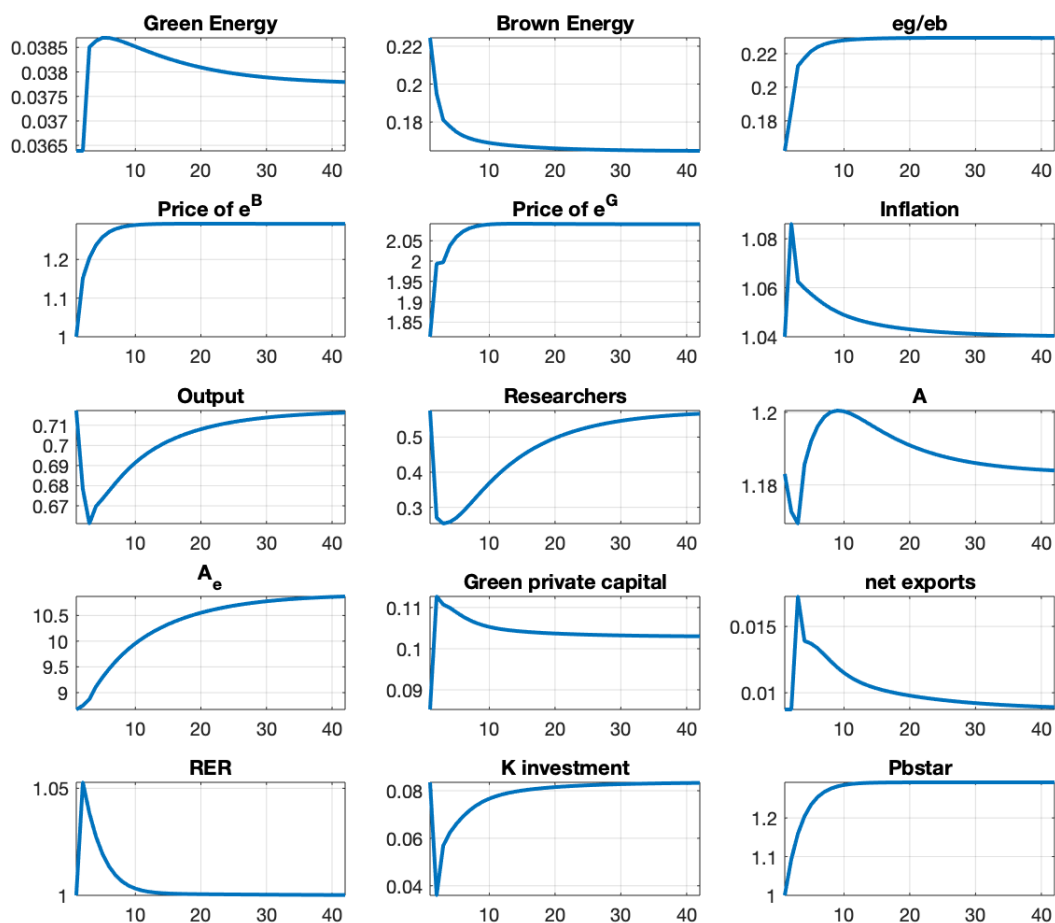 Green Energy Brown Energy eg/eb
0.0385 0.22 0.22
0.038 0.2
0.0375
0.037 0.18 0.18
0.0365
10 20 30 40 10 20 30 40 10 20 30 40
Price of e^B Price of e^G Inflation
1.2 2.05 1.08
2
1.1 1.95 1.06
1.9
1 1.85 1.04
10 20 30 40 10 20 30 40 10 20 30 40
Output Researchers A
0.71 0.5 1.2
0.7
0.69 0.4
0.68 1.18
0.67 0.3
10 20 30 40 10 20 30 40 10 20 30 40
A_e Green private capital net exports
10.5 0.11 0.015
10 0.1
9.5
9 0.09 0.01
10 20 30 40 10 20 30 40 10 20 30 40
RER K investment Pbstar
1.05 0.08 1.2
0.06 1.1
1 0.04 1
10 20 30 40 10 20 30 40 10 20 30 40